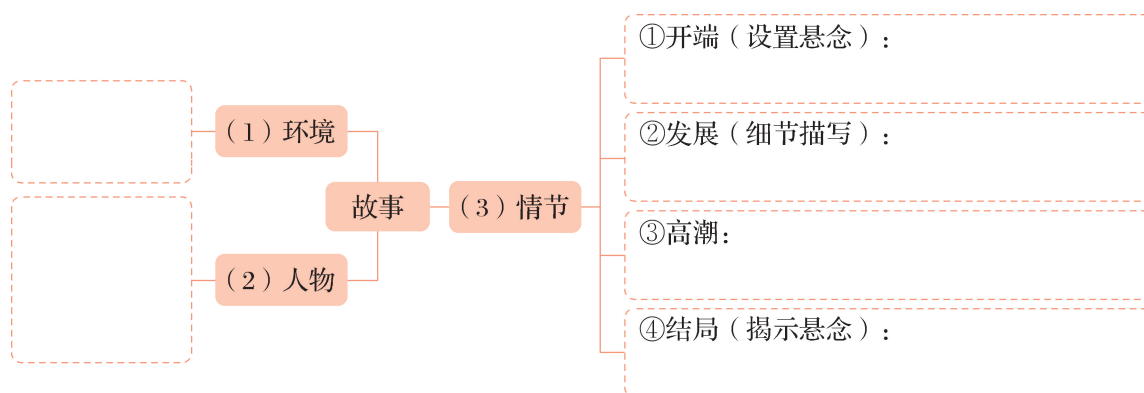 (1)环境
(2)人物
故事
(3)情节
①开端(设置悬念):
②发展(细节描写):
③高潮:
④结局(揭示悬念):